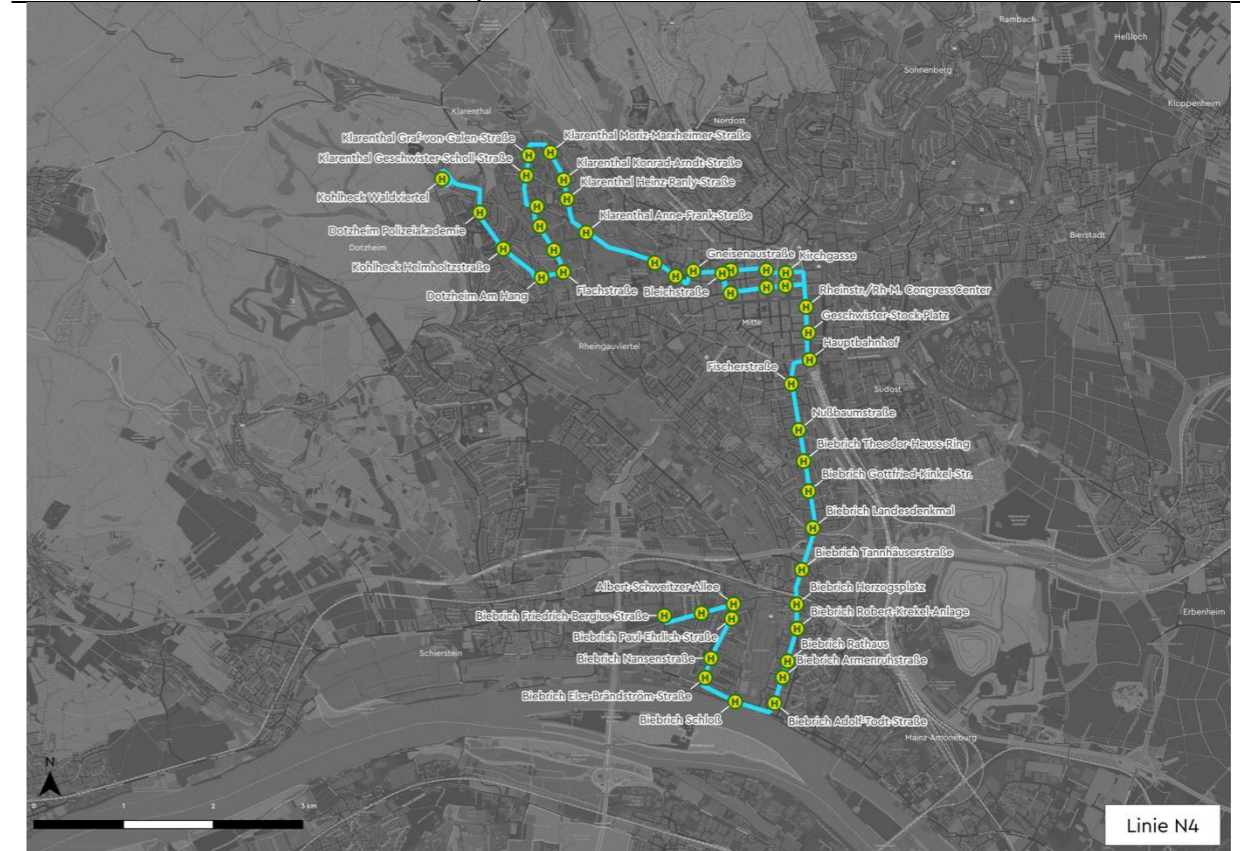 Rambach
Heßloch
Kloppenheim
Sonnenberg
Klarenthal
Nordost
Klarenthal Graf-von-Galen-Straße
Klarenthal Moriz-Marxheimer-Straße
Klarenthal Geschwister-Scholl-Straße
Klarenthal Konrad-Arndt-Straße
Klarenthal Heinz-Ranly-Straße
Kohlheck Waldviertel
Klarenthal Anne-Frank-Straße
Dotzheim Polizeiakademie
Bierstadt
Dotzheim
Gneisenaustraße
Kirchgasse
Kohlheck Helmholtzstraße
Dotzheim Am Hang
Flachstraße
Bleichstraße
Rheinstr./Rh-M. CongressCenter
Geschwister-Stock-Platz
Mitte
Hauptbahnhof
Rheingauviertel
Fischerstraße
Südost
Nußbaumstraße
Biebrich Theodor-Heuss-Ring
Biebrich Gottfried-Kinkel-Str.
Biebrich Landesdenkmal
Biebrich Tannhäuserstraße
Albert-Schweitzer-Allee
Biebrich Herzogsplatz
Biebrich Friedrich-Bergius-Straße
Biebrich Robert-Krekel-Anlage
Erbenheim
Biebrich Paul-Ehrlich-Straße
Biebrich Rathaus
Schierstein
Biebrich Nansenstraße
Biebrich Armenruhstraße
Biebrich Elsa-Brändström-Straße
Biebrich Schloß
Biebrich Adolf-Todt-Straße
Mainz-Amöneburg
N
0 1 2 3 km
Linie N4